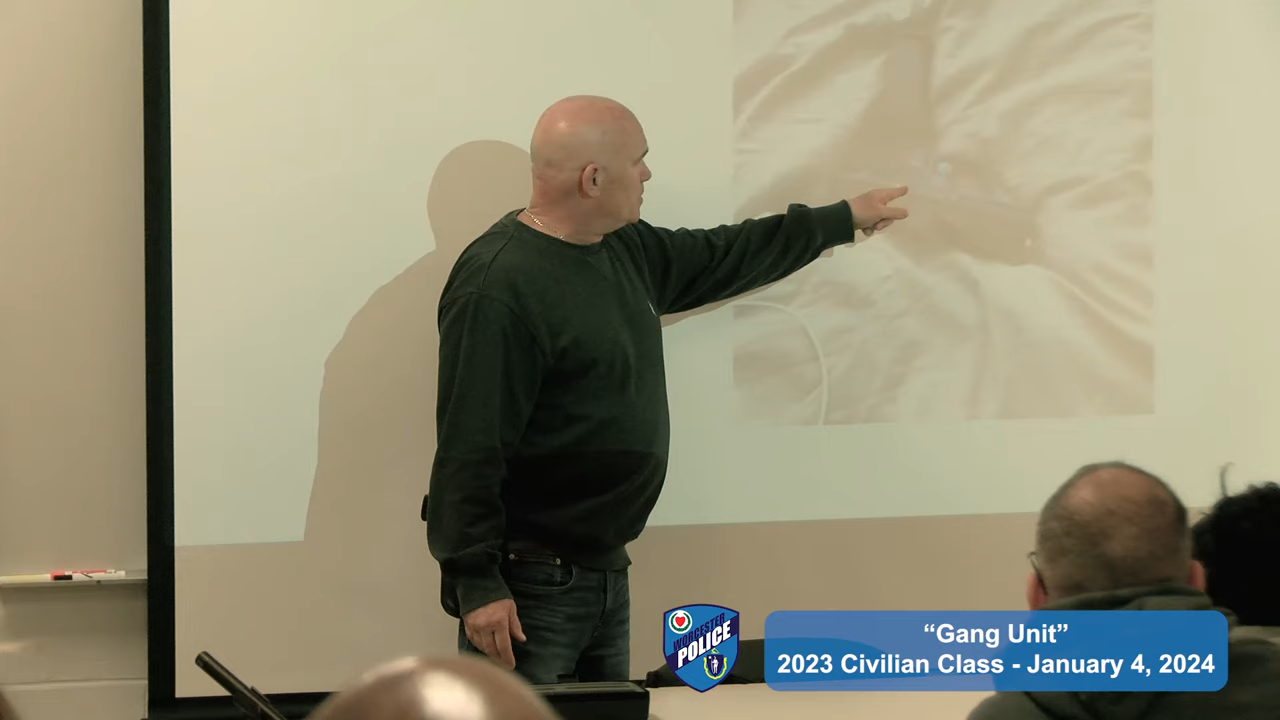 WORCESTER
POLICE
“Gang Unit”
2023 Civilian Class - January 4, 2024